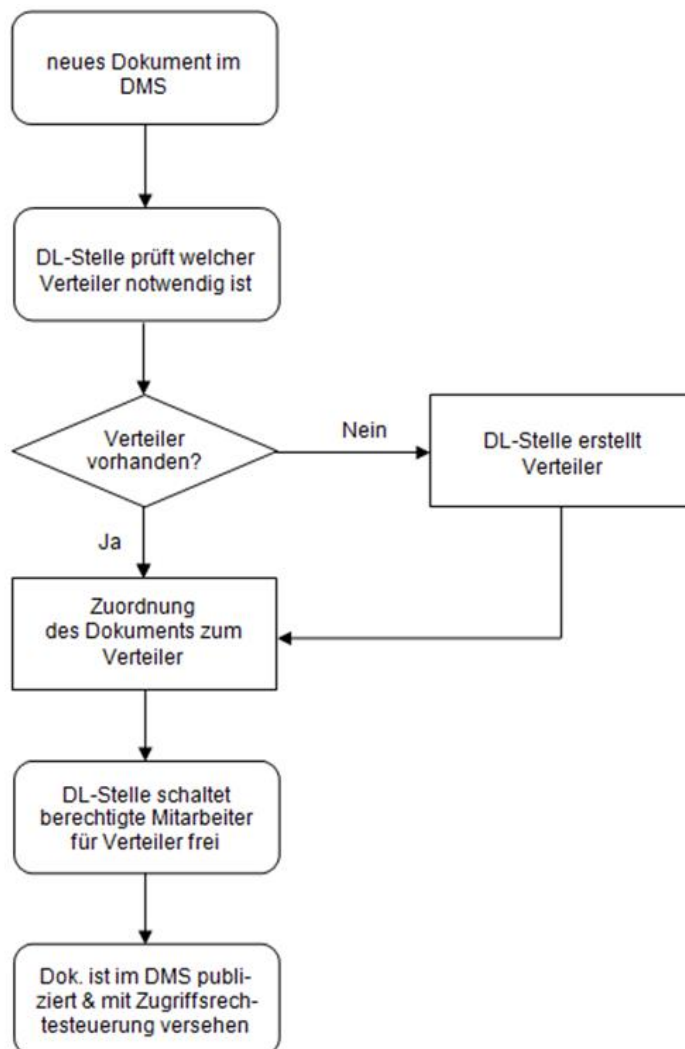 neues Dokument im
DMS
DL-Stelle prüft welcher
Verteiler notwendig ist
Verteiler
vorhanden?
Nein
DL-Stelle erstellt
Verteiler
Ja
Zuordnung
des Dokuments zum
Verteiler
DL-Stelle schaltet
berechtigte Mitarbeiter
für Verteiler frei
Dok. ist im DMS publi-
ziert & mit Zugriffsrech-
testeuerung versehen